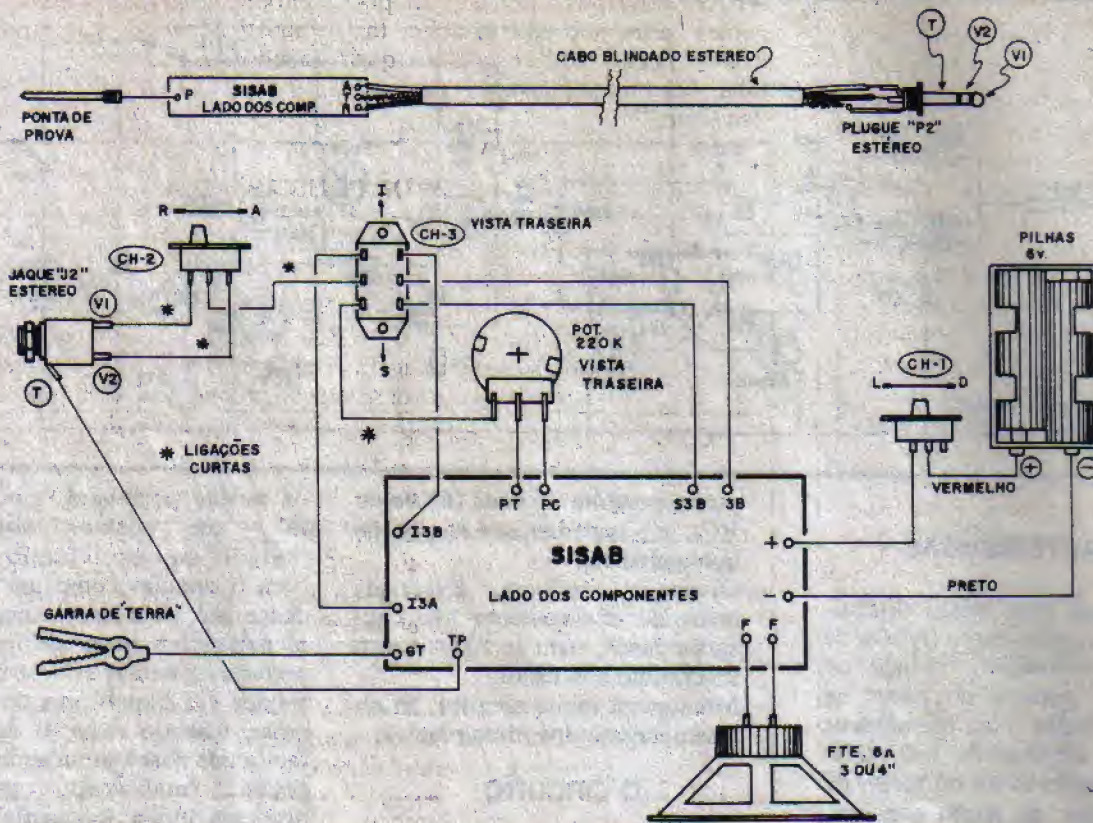 T
V2
V1
CABO BLINDADO ESTEREO
P
SISAB
LADO DOS COMP.
A
T
R
PONTA DE
PROVA
PLUGUE "P2"
ESTÉREO
I
R
A
CH-2
CH-3
VISTA TRASEIRA
*
JAQUE "J2"
ESTEREO
V1
*
*
V2
T
S
POT.
220K
VISTA
TRASEIRA
*
PILHAS
6v.
CH-1
L
D
+
-
VERMELHO
* LIGAÇÕES
CURTAS
PT
PC
S3B
3B
I3B
SISAB
+
LADO DOS COMPONENTES
-
PRETO
I3A
GARRA DE "TERRA"
GT
TP
F
F
FTE. 8Ω
3 OU 4"